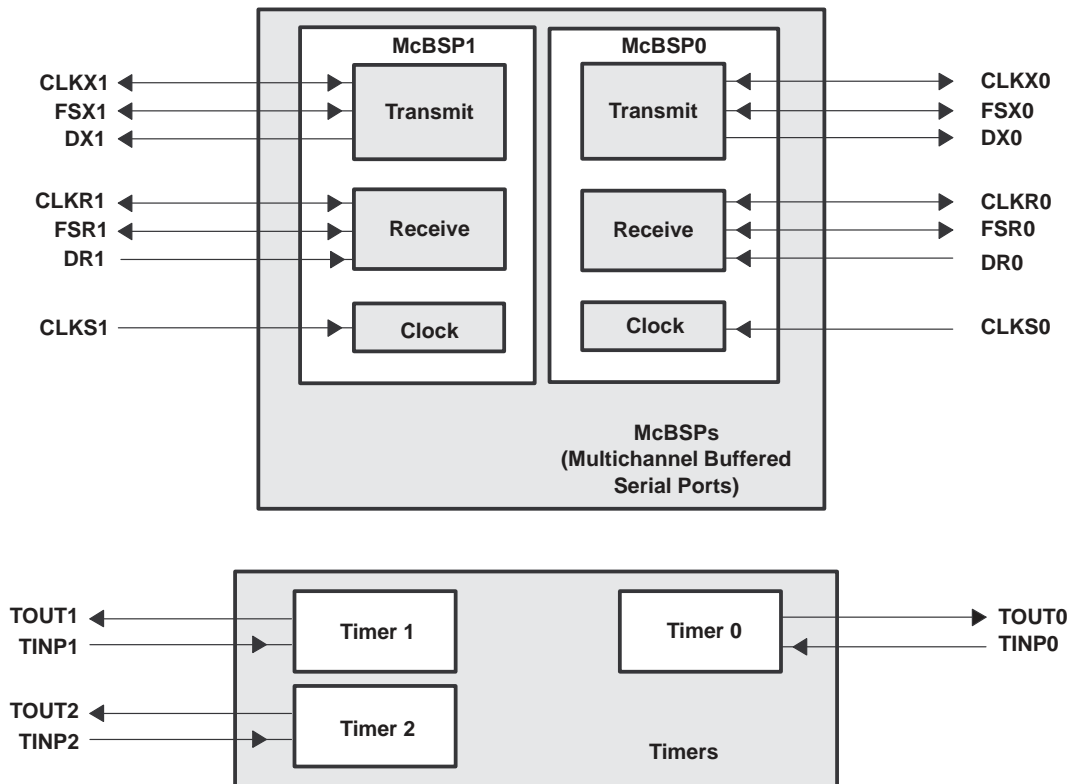 McBSP1
McBSP0
CLKX1
FSX1
DX1
Transmit
Transmit
CLKX0
FSX0
DX0
CLKR1
FSR1
DR1
Receive
Receive
CLKR0
FSR0
DR0
CLKS1
Clock
Clock
CLKS0
McBSPs
(Multichannel Buffered
Serial Ports)
TOUT1
TINP1
Timer 1
Timer 0
TOUT0
TINP0
TOUT2
TINP2
Timer 2
Timers